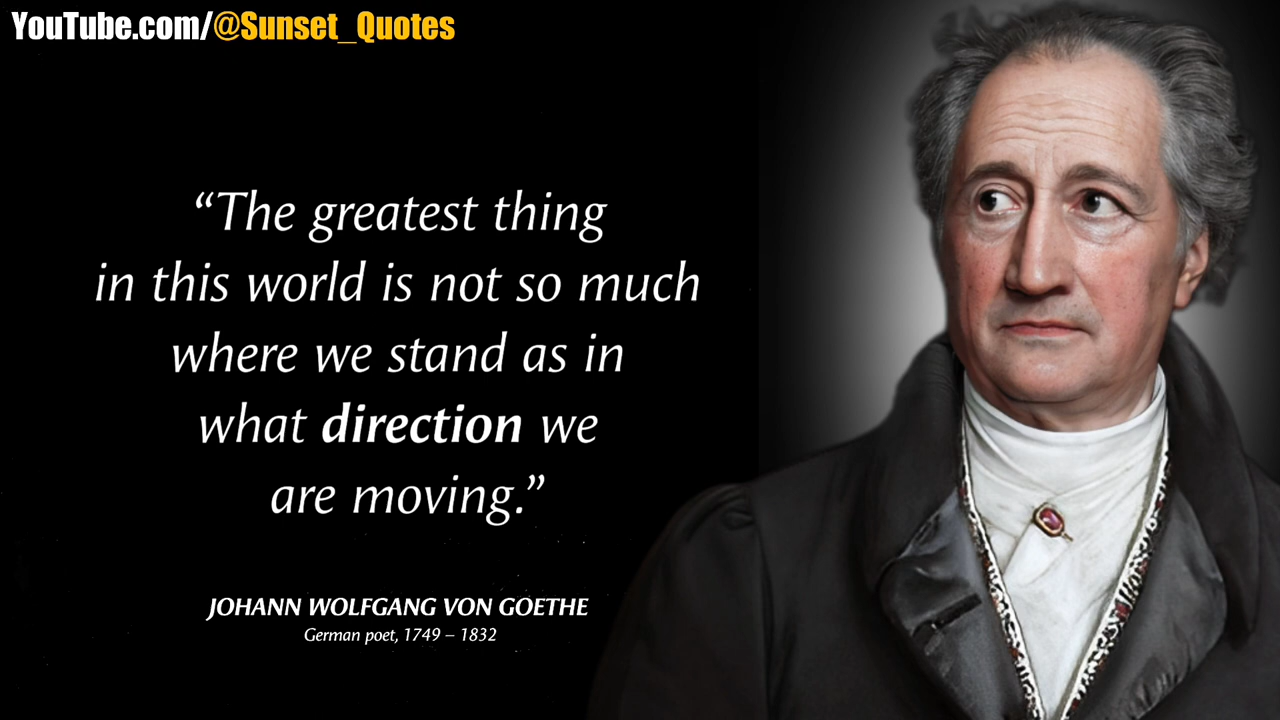 YouTube.com/@Sunset_Quotes
“The greatest thing
in this world is not so much
where we stand as in
what direction we
are moving.”
JOHANN WOLFGANG VON GOETHE
German poet, 1749 – 1832